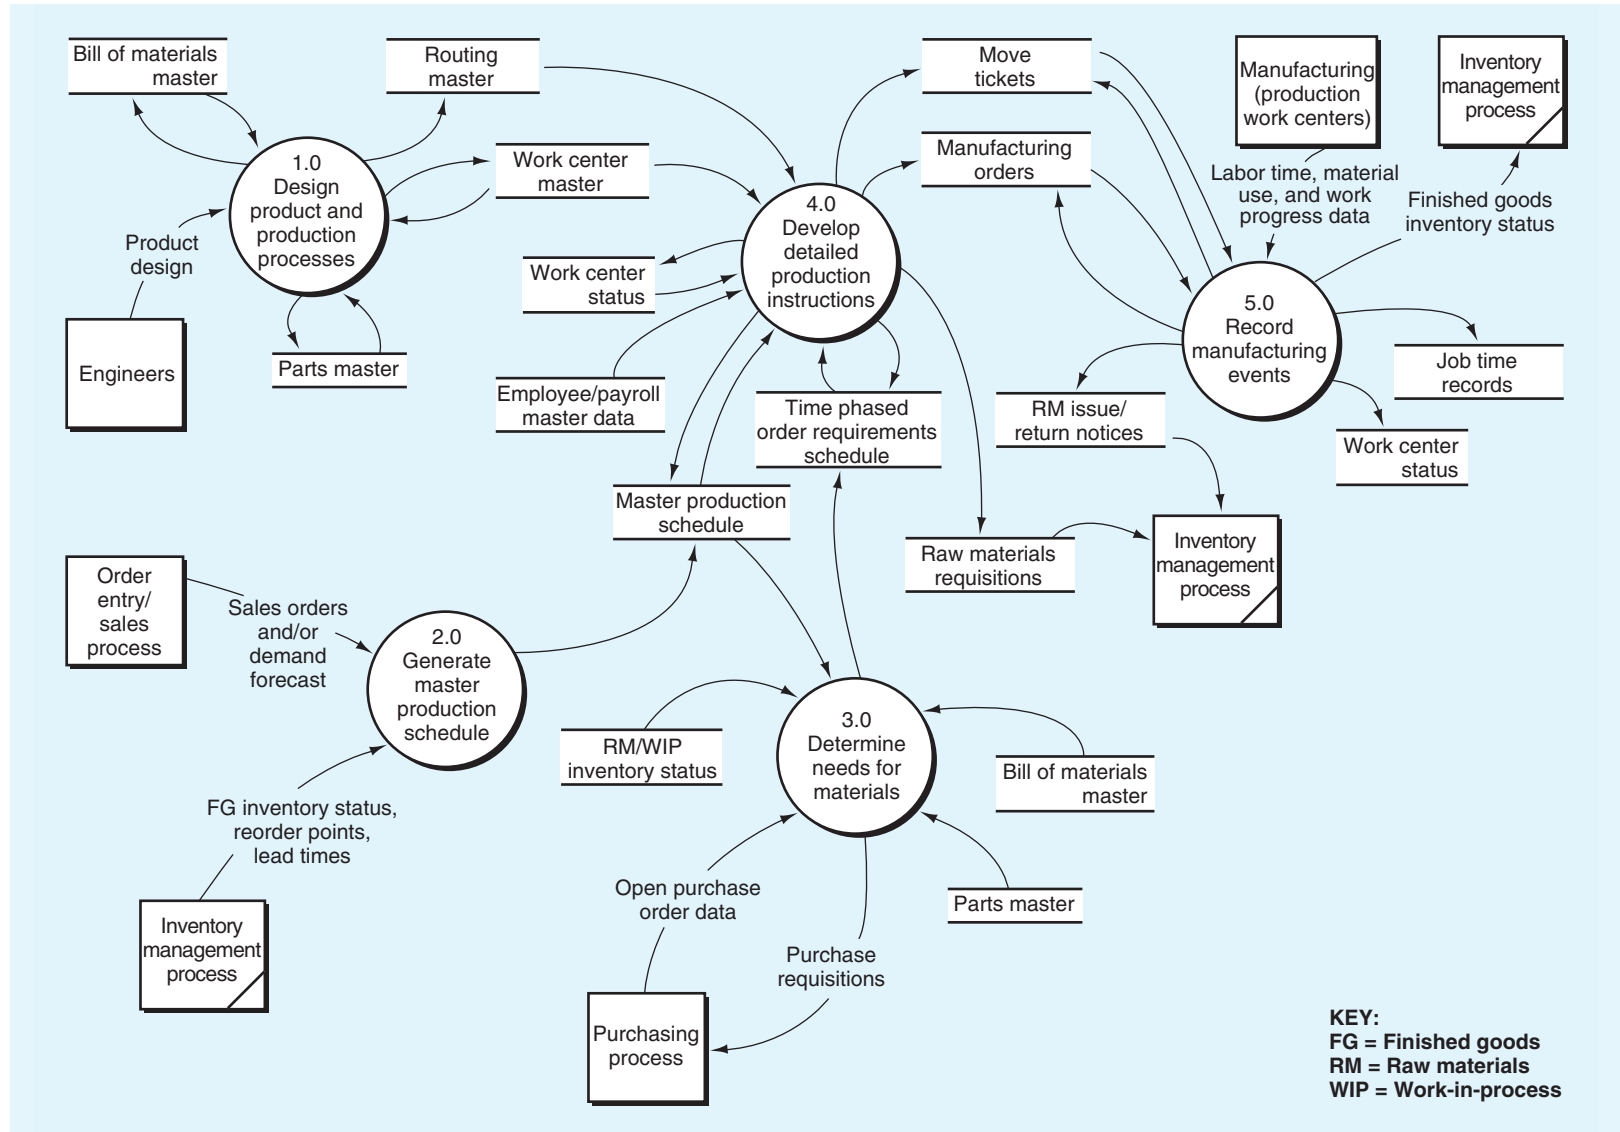 Bill of materials
master
Routing
master
Move
tickets
Manufacturing
(production
work centers)
Inventory
management
process
1.0
Design
product and
production
processes
Work center
master
4.0
Develop
detailed
production
instructions
Manufacturing
orders
Labor time, material
use, and work
progress data
Finished goods
inventory status
Product
design
Work center
status
5.0
Record
manufacturing
events
Engineers
Parts master
Employee/payroll
master data
Time phased
order requirements
schedule
RM issue/
return notices
Job time
records
Work center
status
Master production
schedule
Raw materials
requisitions
Inventory
management
process
Order
entry/
sales
process
Sales orders
and/or
demand
forecast
2.0
Generate
master
production
schedule
RM/WIP
inventory status
3.0
Determine
needs for
materials
Bill of materials
master
FG inventory status,
reorder points,
lead times
Open purchase
order data
Parts master
Inventory
management
process
Purchase
requisitions
Purchasing
process
KEY:
FG = Finished goods
RM = Raw materials
WIP = Work-in-process